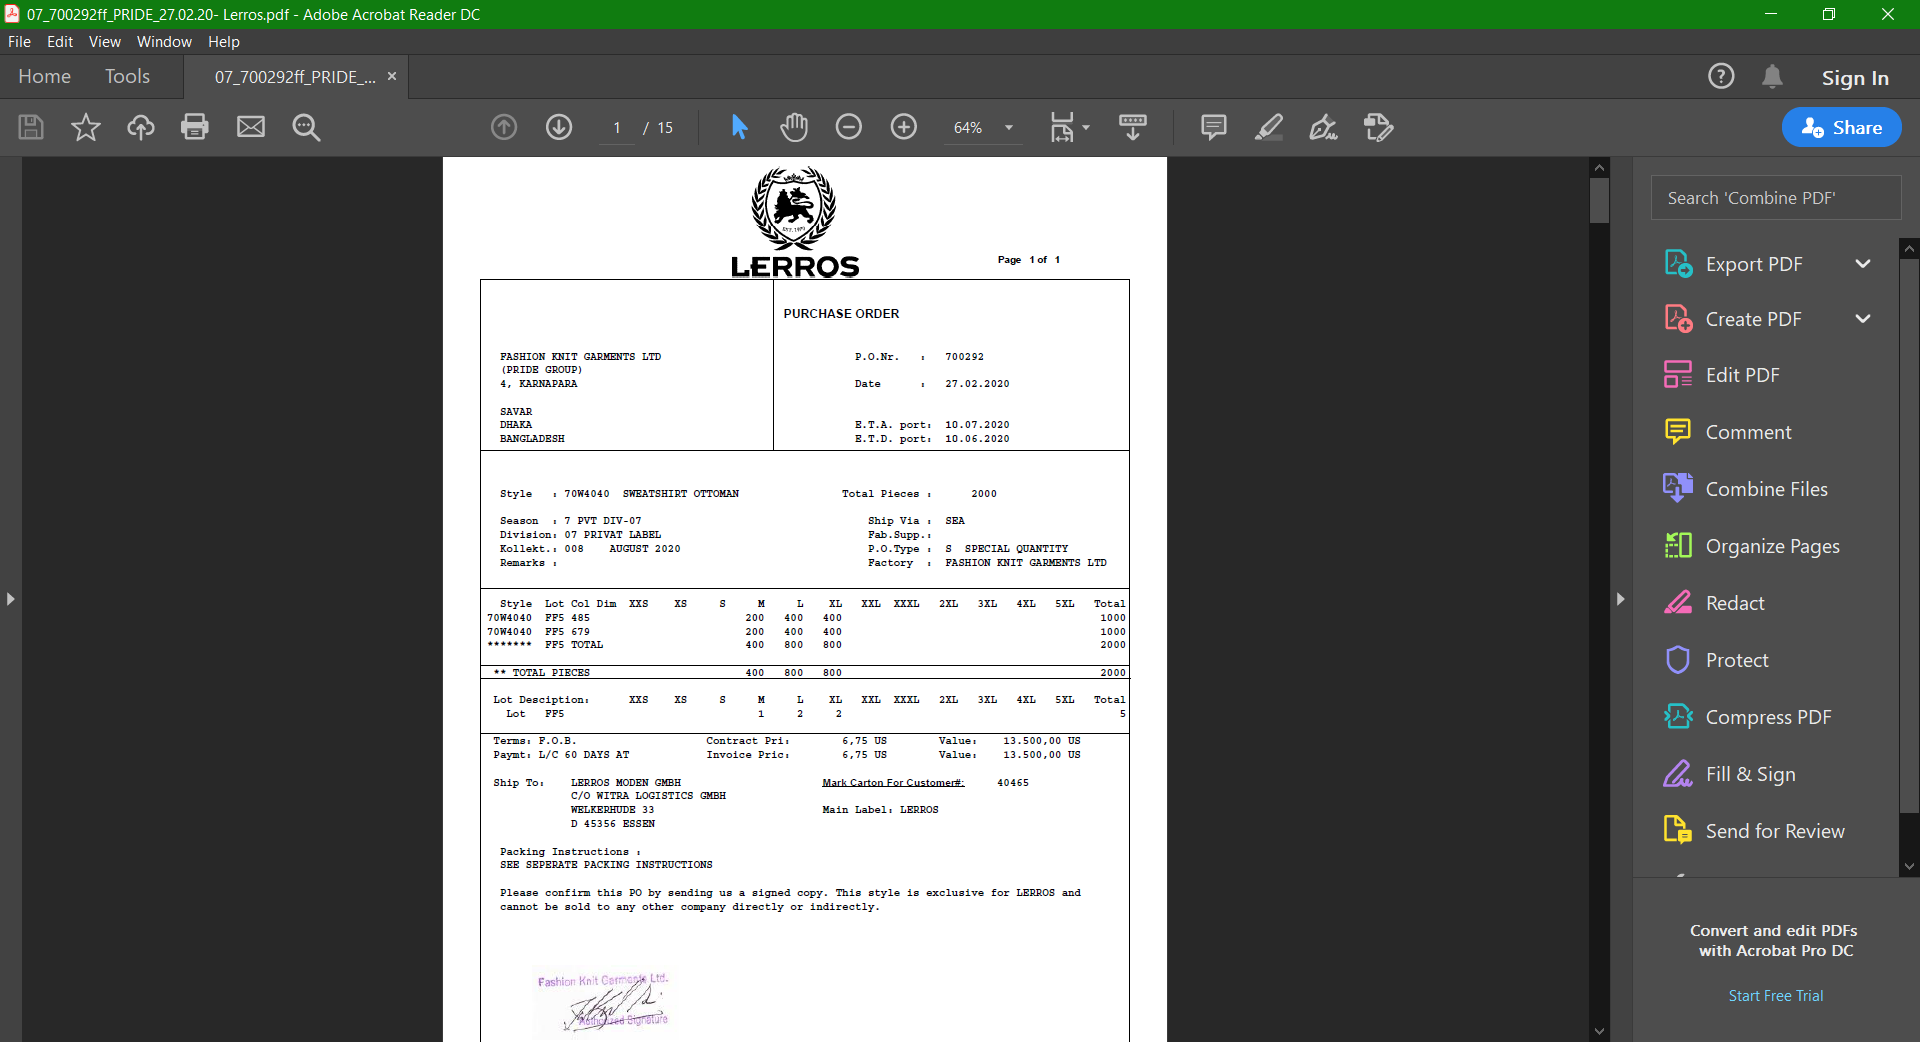 07_700292ff_PRIDE_27.02.20- Lerros.pdf - Adobe Acrobat Reader DC
File Edit View Window Help
Home Tools 07_700292ff_PRIDE_... × Sign In
1 / 15 64% Share
Search 'Combine PDF'
Export PDF
Create PDF
Edit PDF
Comment
Combine Files
Organize Pages
Redact
Protect
Compress PDF
Fill & Sign
Send for Review
Convert and edit PDFs
with Acrobat Pro DC
Start Free Trial
EST. 1971
LERROS
Page 1 of 1
PURCHASE ORDER
FASHION KNIT GARMENTS LTD
(PRIDE GROUP)
4, KARNAPARA
SAVAR
DHAKA
BANGLADESH
P.O.Nr. : 700292
Date : 27.02.2020
E.T.A. port: 10.07.2020
E.T.D. port: 10.06.2020
Style : 70W4040 SWEATSHIRT OTTOMAN Total Pieces : 2000
Season : 7 PVT DIV-07 Ship Via : SEA
Division: 07 PRIVAT LABEL Fab.Supp.:
Kollekt.: 008 AUGUST 2020 P.O.Type : S SPECIAL QUANTITY
Remarks : Factory : FASHION KNIT GARMENTS LTD
Style Lot Col Dim XXS XS S M L XL XXL XXXL 2XL 3XL 4XL 5XL Total
70W4040 FF5 485 200 400 400 1000
70W4040 FF5 679 200 400 400 1000
******* FF5 TOTAL 400 800 800 2000
** TOTAL PIECES 400 800 800 2000
Lot Desciption: XXS XS S M L XL XXL XXXL 2XL 3XL 4XL 5XL Total
Lot FF5 1 2 2 5
Terms: F.O.B. Contract Pri: 6,75 US Value: 13.500,00 US
Paymt: L/C 60 DAYS AT Invoice Pric: 6,75 US Value: 13.500,00 US
Ship To: LERROS MODEN GMBH Mark Carton For Customer#: 40465
C/O WITRA LOGISTICS GMBH
WELKERHUDE 33 Main Label: LERROS
D 45356 ESSEN
Packing Instructions :
SEE SEPERATE PACKING INSTRUCTIONS
Please confirm this PO by sending us a signed copy. This style is exclusive for LERROS and
cannot be sold to any other company directly or indirectly.
Fashion Knit Garments Ltd.
Authorized Signature